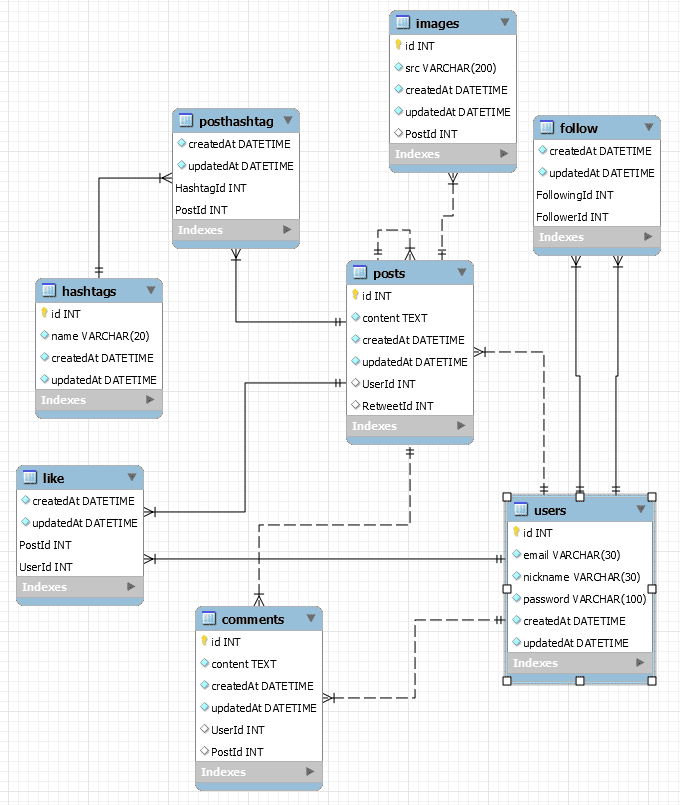 images
id INT
src VARCHAR(200)
createdAt DATETIME
updatedAt DATETIME
PostId INT
Indexes
posthashtag
createdAt DATETIME
updatedAt DATETIME
HashtagId INT
PostId INT
Indexes
follow
createdAt DATETIME
updatedAt DATETIME
FollowingId INT
FollowerId INT
Indexes
hashtags
id INT
name VARCHAR(20)
createdAt DATETIME
updatedAt DATETIME
Indexes
posts
id INT
content TEXT
createdAt DATETIME
updatedAt DATETIME
UserId INT
RetweetId INT
Indexes
like
createdAt DATETIME
updatedAt DATETIME
PostId INT
UserId INT
Indexes
users
id INT
email VARCHAR(30)
nickname VARCHAR(30)
password VARCHAR(100)
createdAt DATETIME
updatedAt DATETIME
Indexes
comments
id INT
content TEXT
createdAt DATETIME
updatedAt DATETIME
UserId INT
PostId INT
Indexes